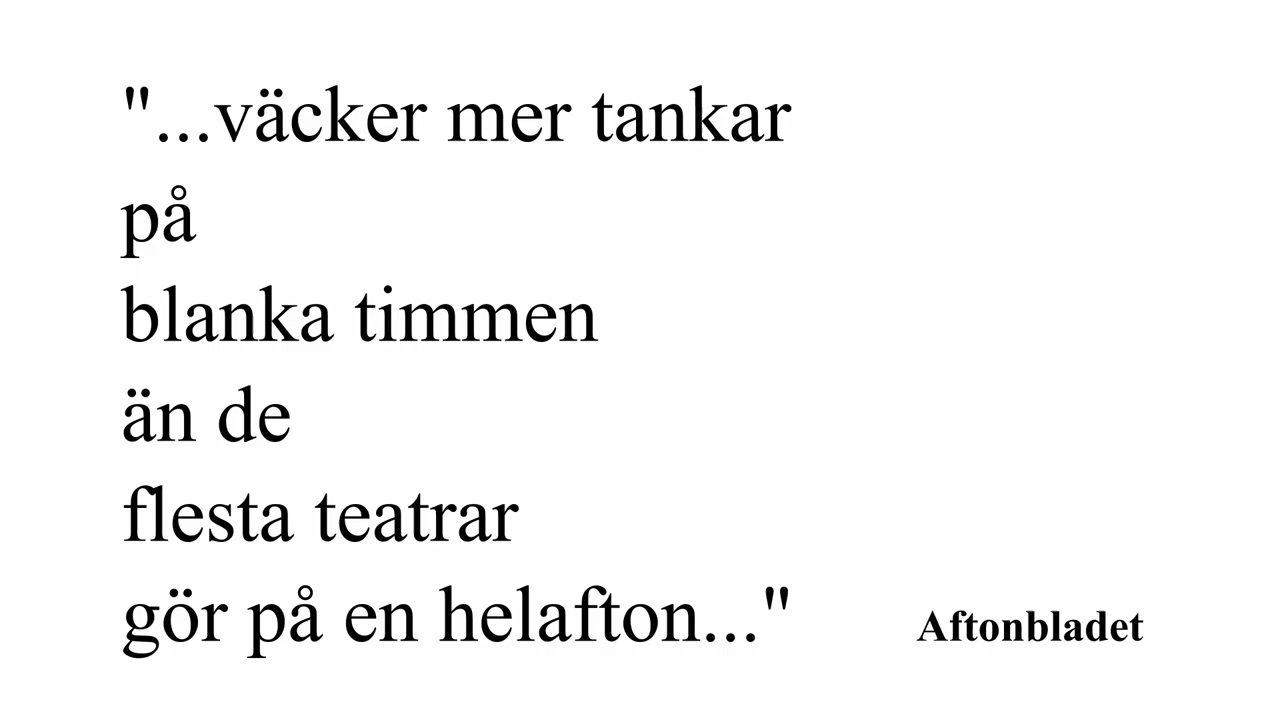 "...väcker mer tankar
på
blanka timmen
än de
flesta teatrar
gör på en helafton..."
Aftonbladet